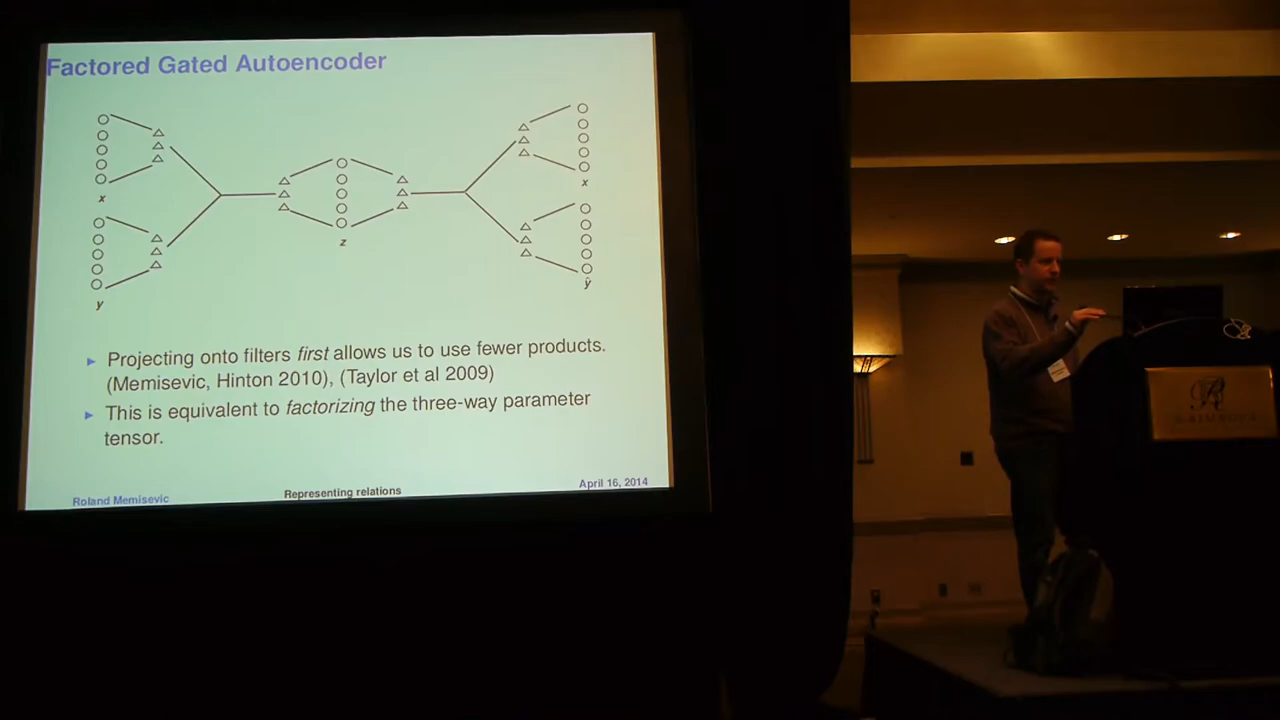 Factored Gated Autoencoder
x
y
z
x
ŷ
Projecting onto filters first allows us to use fewer products.
(Memisevic, Hinton 2010), (Taylor et al 2009)
This is equivalent to factorizing the three-way parameter
tensor.
Roland Memisevic
Representing relations
April 16, 2014